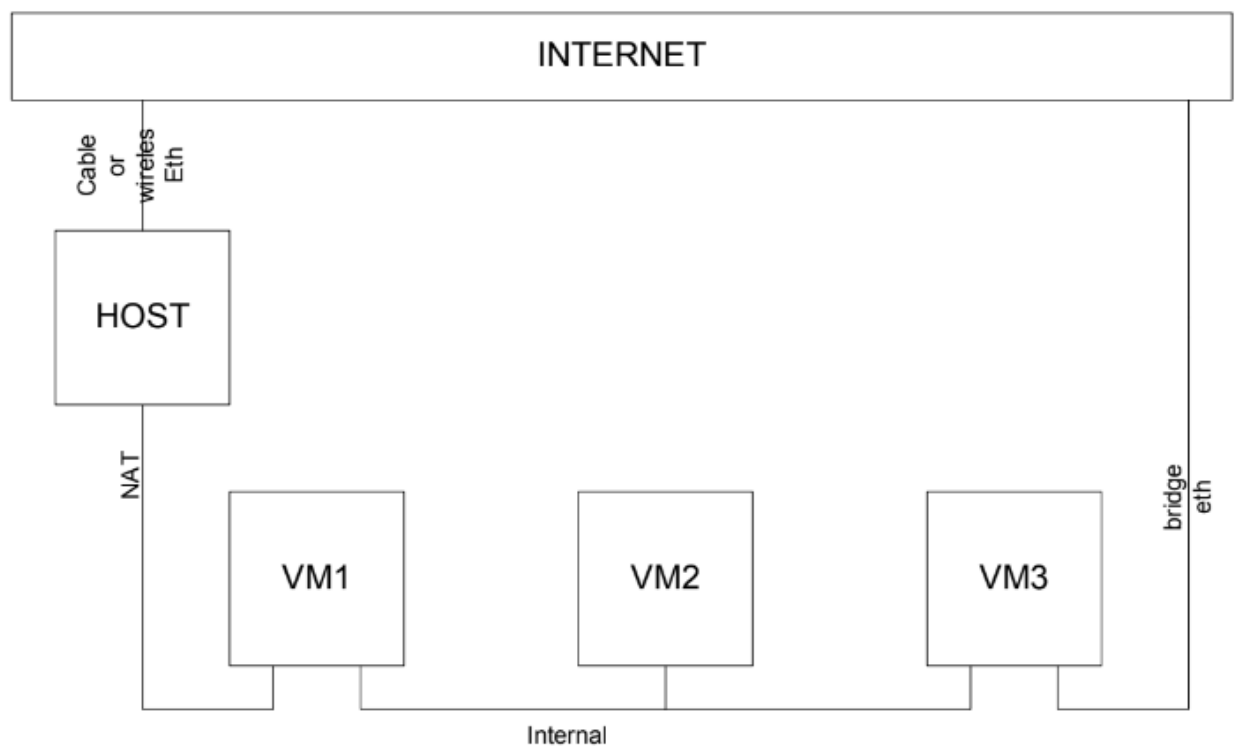 INTERNET
Cable
or
wireles
Eth
HOST
NAT
VM1
VM2
VM3
bridge
eth
Internal